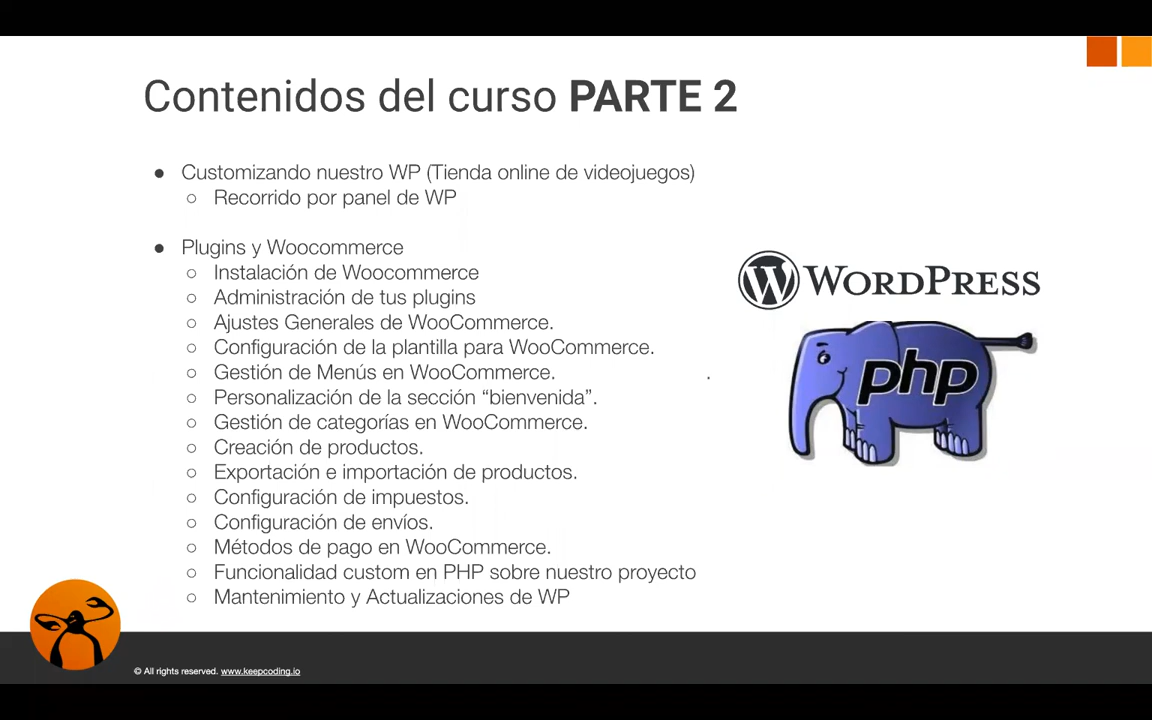 Contenidos del curso PARTE 2
● Customizando nuestro WP (Tienda online de videojuegos)
○ Recorrido por panel de WP
● Plugins y Woocommerce
○ Instalación de Woocommerce
○ Administración de tus plugins
○ Ajustes Generales de WooCommerce.
○ Configuración de la plantilla para WooCommerce.
○ Gestión de Menús en WooCommerce.
○ Personalización de la sección “bienvenida”.
○ Gestión de categorías en WooCommerce.
○ Creación de productos.
○ Exportación e importación de productos.
○ Configuración de impuestos.
○ Configuración de envíos.
○ Métodos de pago en WooCommerce.
○ Funcionalidad custom en PHP sobre nuestro proyecto
○ Mantenimiento y Actualizaciones de WP
.
WORDPRESS
php
© All rights reserved. www.keepcoding.io